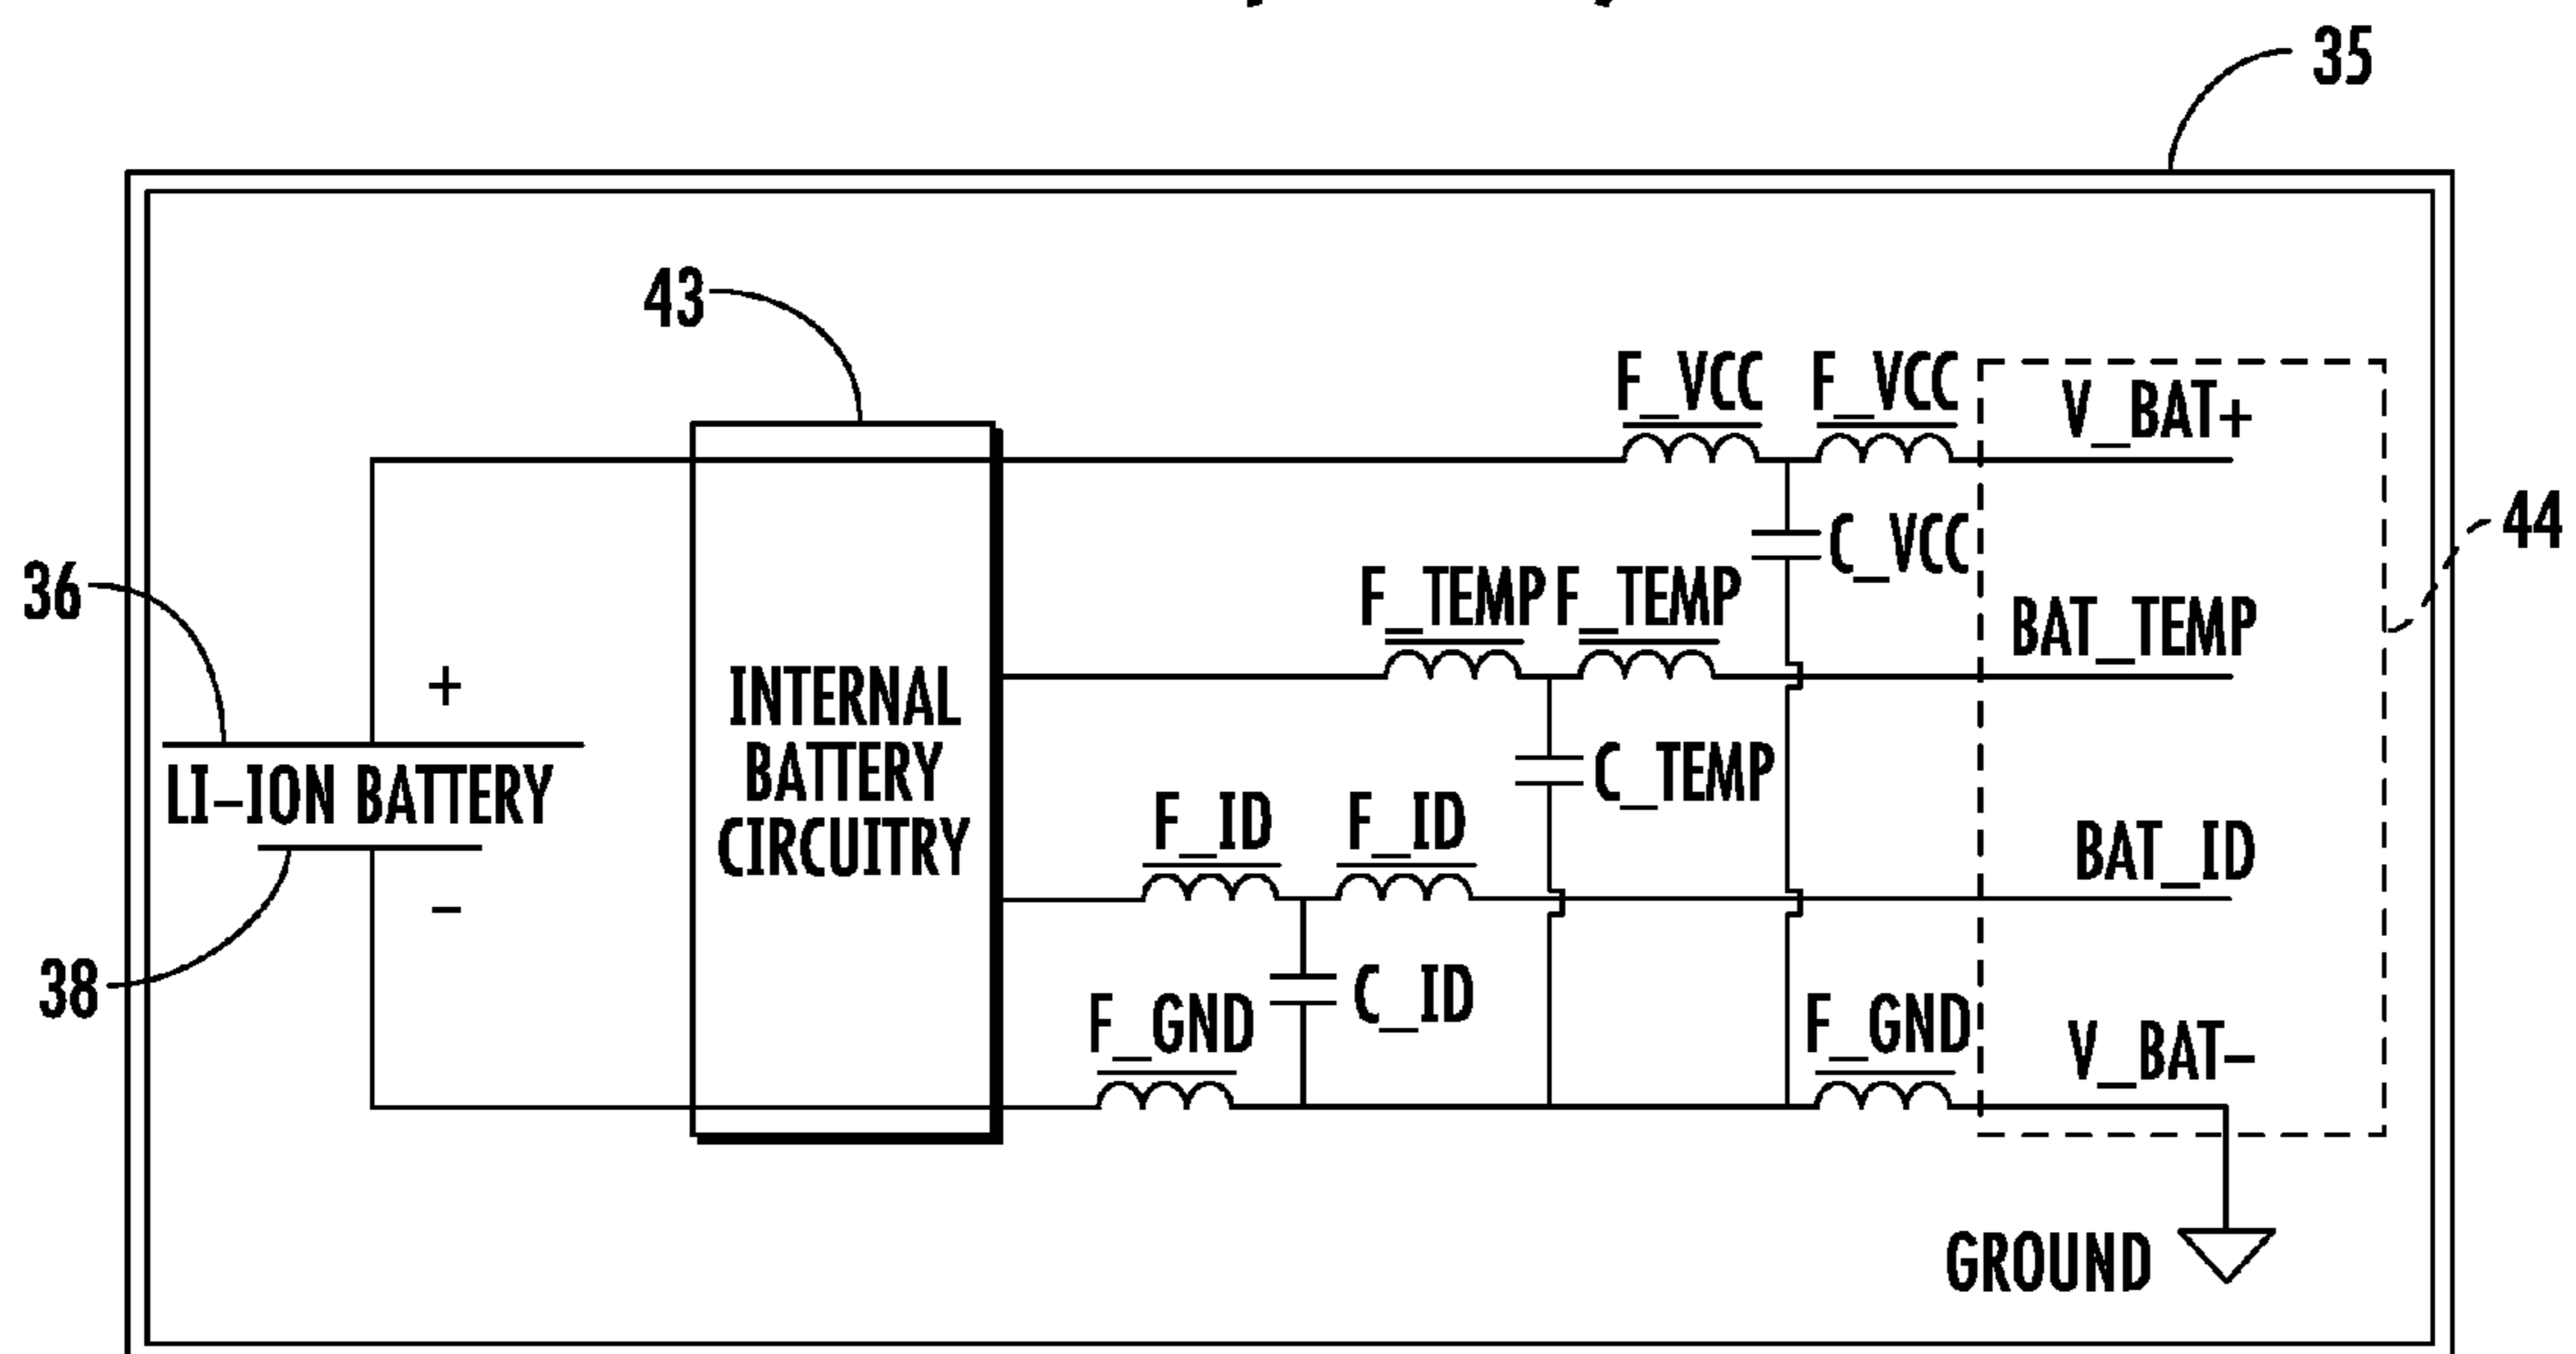 35
43
F_VCC F_VCC
V_BAT+
44
C_VCC
36
F_TEMP F_TEMP
BAT_TEMP
+
INTERNAL
BATTERY
CIRCUITRY
LI-ION BATTERY
C_TEMP
F_ID F_ID
BAT_ID
−
38
C_ID
F_GND
F_GND
V_BAT−
GROUND